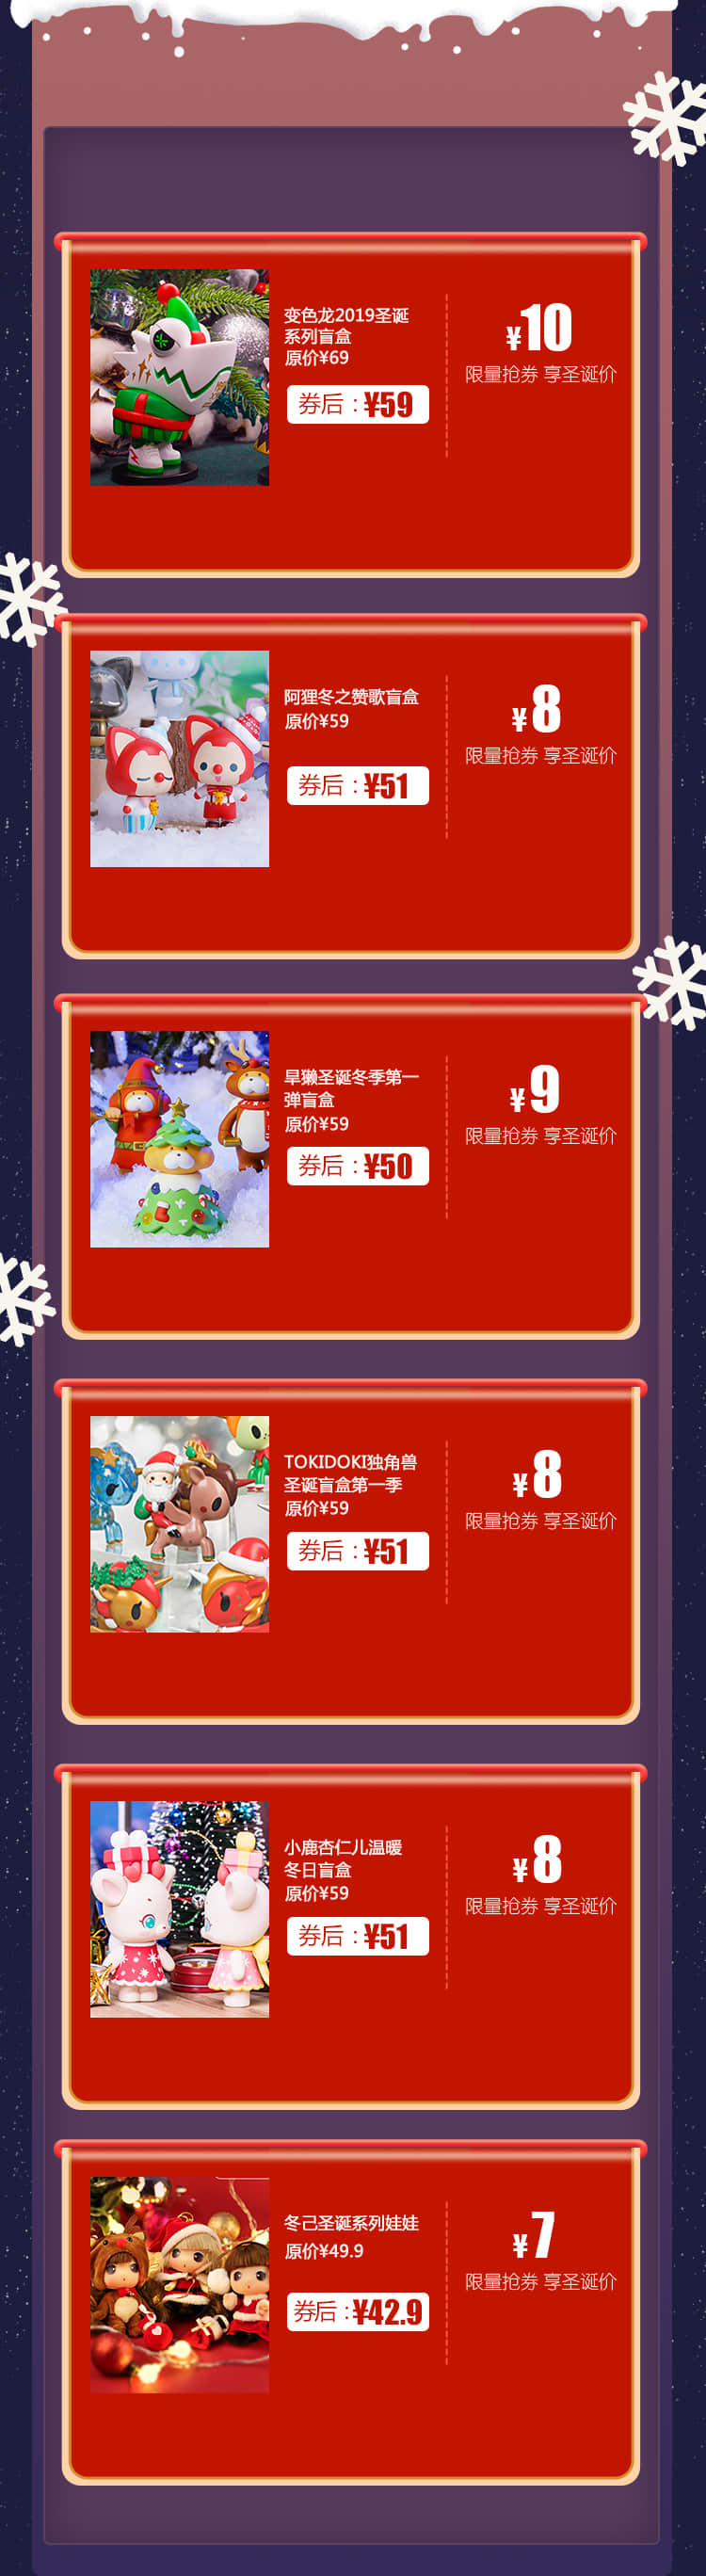 变色龙2019圣诞
系列盲盒
原价¥69
券后：¥59
¥10
限量抢券 享圣诞价
阿狸冬之赞歌盲盒
原价¥59
券后：¥51
¥8
限量抢券 享圣诞价
旱獭圣诞冬季第一
弹盲盒
原价¥59
券后：¥50
¥9
限量抢券 享圣诞价
TOKIDOKI独角兽
圣诞盲盒第一季
原价¥59
券后：¥51
¥8
限量抢券 享圣诞价
小鹿杏仁儿温暖
冬日盲盒
原价¥59
券后：¥51
¥8
限量抢券 享圣诞价
冬己圣诞系列娃娃
原价¥49.9
券后：¥42.9
¥7
限量抢券 享圣诞价